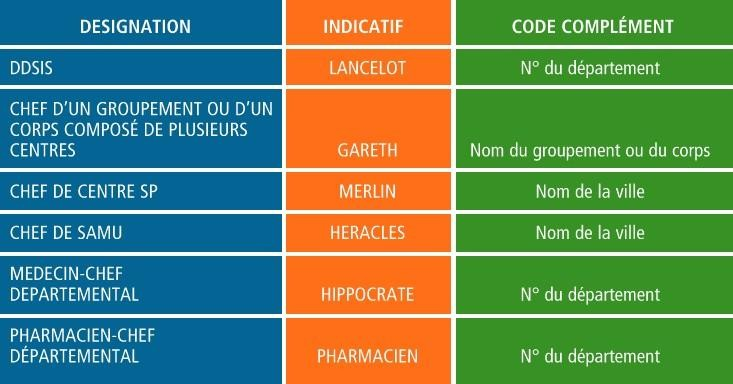 DESIGNATION INDICATIF CODE COMPLÉMENT
DDSIS LANCELOT N° du département
CHEF D'UN GROUPEMENT OU D'UN
CORPS COMPOSÉ DE PLUSIEURS
CENTRES GARETH Nom du groupement ou du corps
CHEF DE CENTRE SP MERLIN Nom de la ville
CHEF DE SAMU HERACLES Nom de la ville
MEDECIN-CHEF
DEPARTEMENTAL HIPPOCRATE N° du département
PHARMACIEN-CHEF
DÉPARTEMENTAL PHARMACIEN N° du département